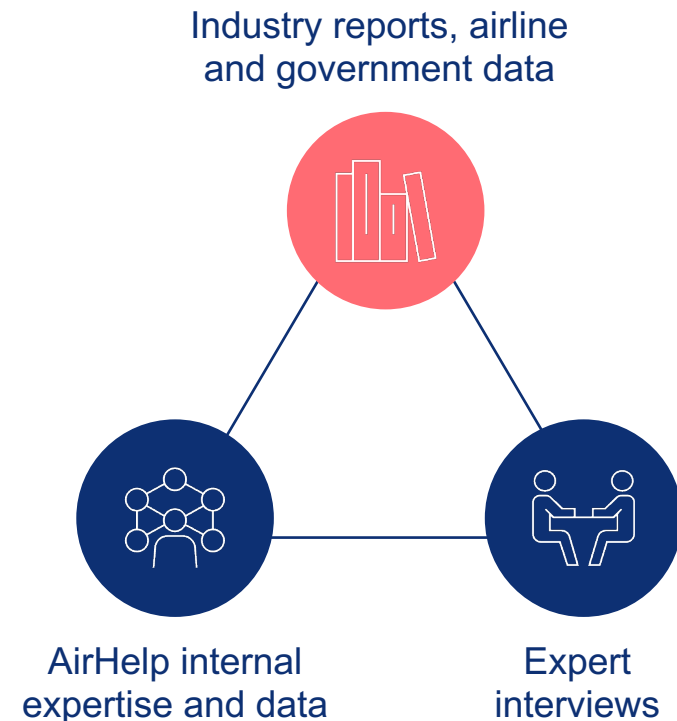 Industry reports, airline
and government data
AirHelp internal
expertise and data
Expert
interviews